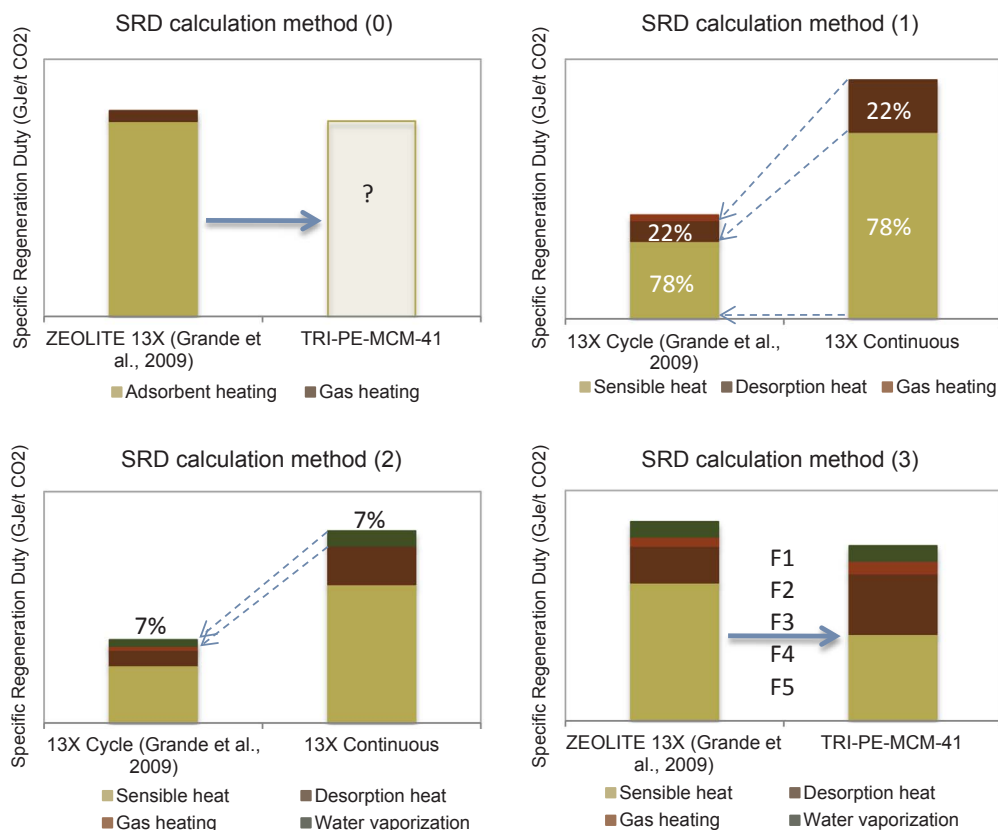 SRD calculation method (0)
Specific Regeneration Duty (GJe/t CO2)
?
ZEOLITE 13X (Grande et
al., 2009)
TRI-PE-MCM-41
Adsorbent heating
Gas heating
SRD calculation method (1)
Specific Regeneration Duty (GJe/t CO2)
22%
78%
22%
78%
13X Cycle (Grande et al.,
2009)
13X Continuous
Sensible heat
Desorption heat
Gas heating
SRD calculation method (2)
Specific Regeneration Duty (GJe/t CO2)
7%
7%
13X Cycle (Grande et al.,
2009)
13X Continuous
Sensible heat
Desorption heat
Gas heating
Water vaporization
SRD calculation method (3)
Specific Regeneration Duty (GJe/t CO2)
F1
F2
F3
F4
F5
ZEOLITE 13X (Grande et
al., 2009)
TRI-PE-MCM-41
Sensible heat
Desorption heat
Gas heating
Water vaporization